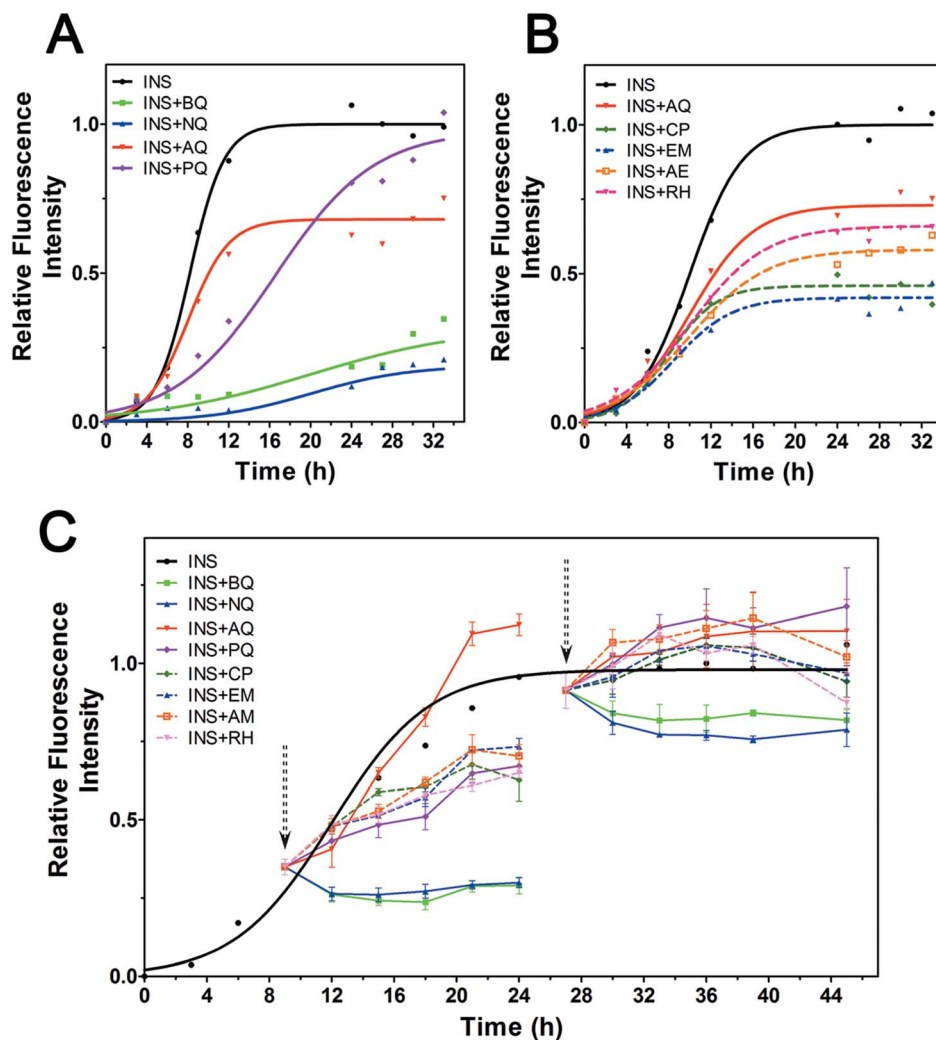 A
Relative Fluorescence
Intensity
1.0
0.5
0.0
INS
INS+BQ
INS+NQ
INS+AQ
INS+PQ
0 4 8 12 16 20 24 28 32
Time (h)
B
Relative Fluorescence
Intensity
1.0
0.5
0.0
INS
INS+AQ
INS+CP
INS+EM
INS+AE
INS+RH
0 4 8 12 16 20 24 28 32
Time (h)
C
Relative Fluorescence
Intensity
1.0
0.5
0.0
INS
INS+BQ
INS+NQ
INS+AQ
INS+PQ
INS+CP
INS+EM
INS+AM
INS+RH
0 4 8 12 16 20 24 28 32 36 40 44
Time (h)